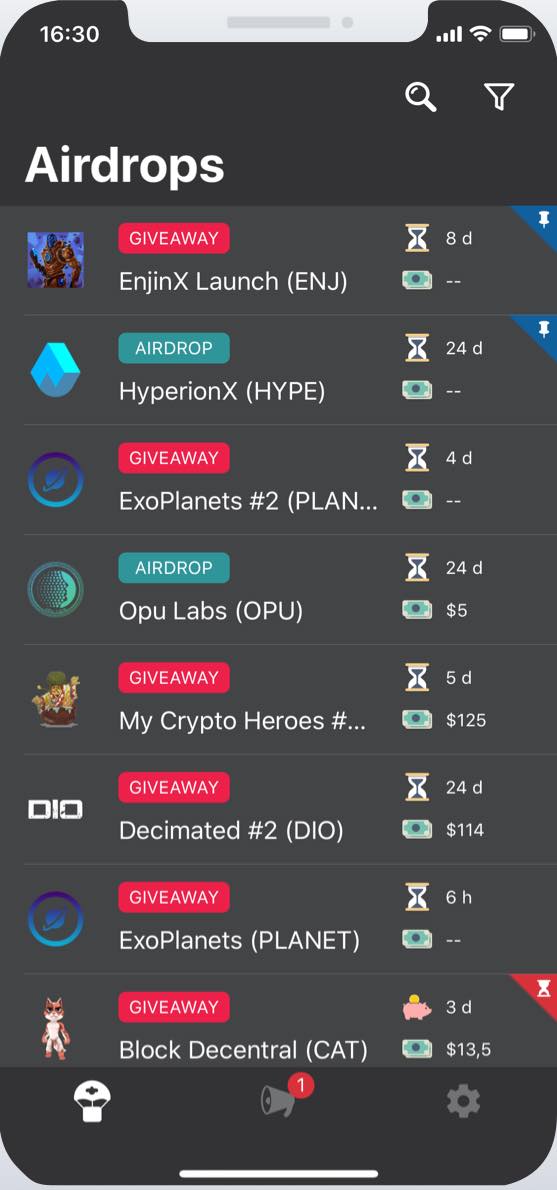 16:30
Airdrops
GIVEAWAY
8 d
EnjinX Launch (ENJ)
--
AIRDROP
24 d
HyperionX (HYPE)
--
GIVEAWAY
4 d
ExoPlanets #2 (PLAN...
--
AIRDROP
24 d
Opu Labs (OPU)
$5
GIVEAWAY
5 d
My Crypto Heroes #...
$125
DIO
GIVEAWAY
24 d
Decimated #2 (DIO)
$114
GIVEAWAY
6 h
ExoPlanets (PLANET)
--
GIVEAWAY
3 d
Block Decentral (CAT)
$13,5
1